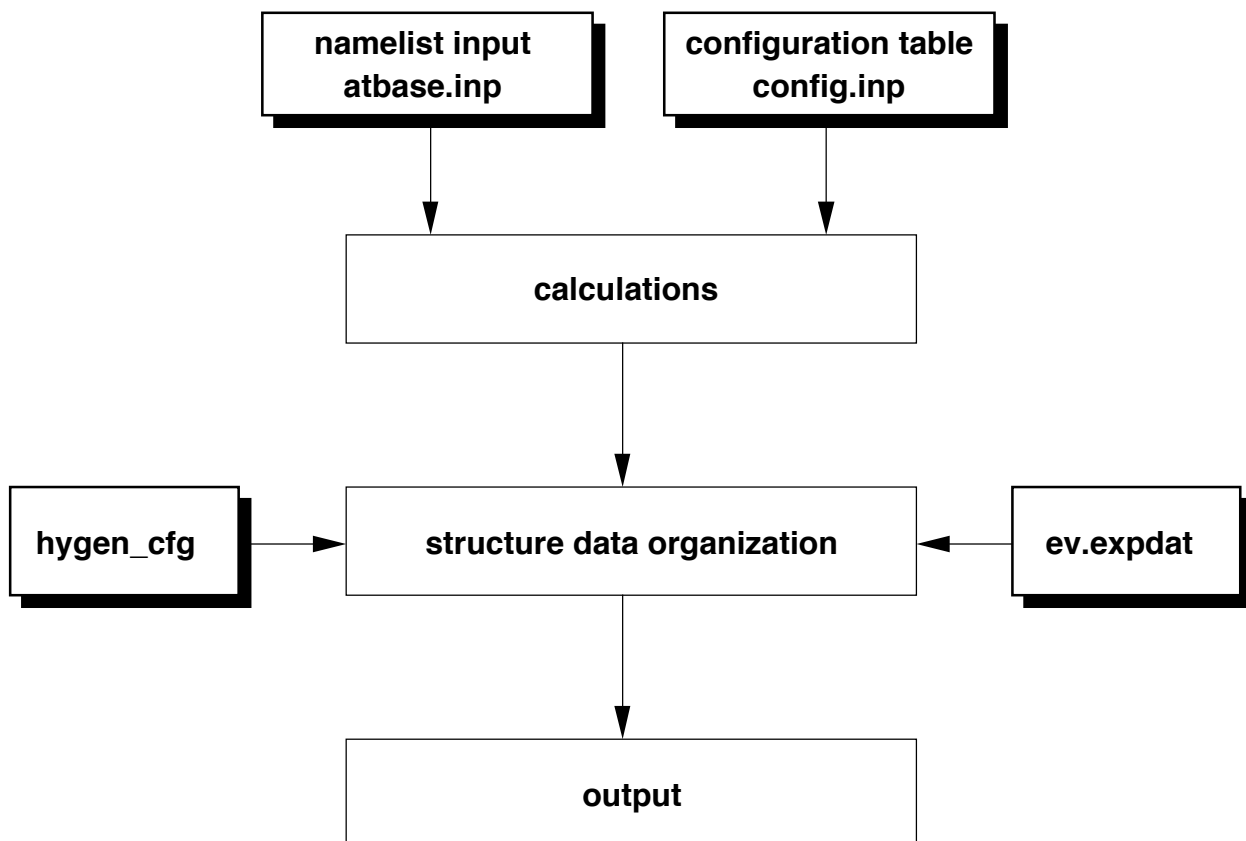 namelist input
atbase.inp
configuration table
config.inp
calculations
hygen_cfg
structure data organization
ev.expdat
output